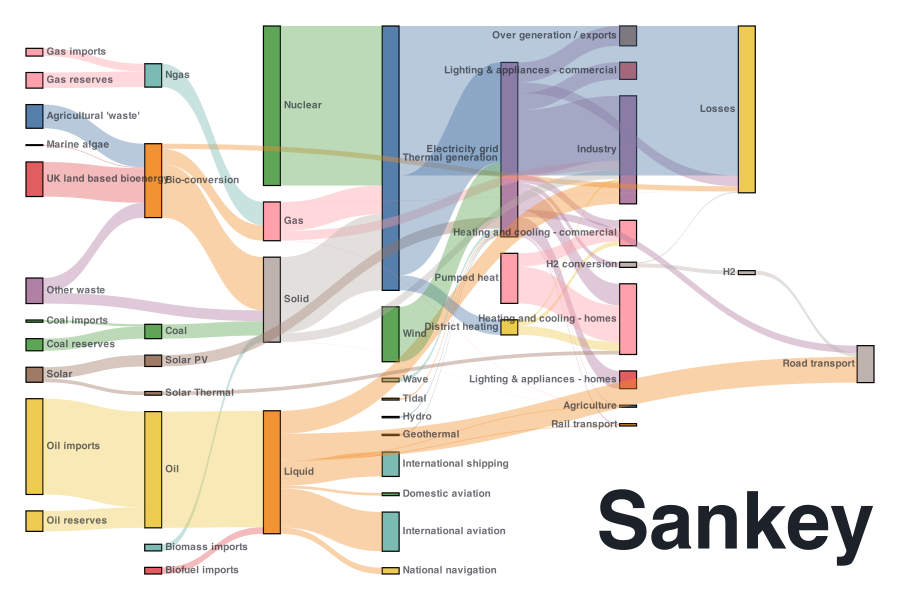 Gas imports
Gas reserves
Agricultural 'waste'
Marine algae
UK land based bioenergy
Other waste
Coal imports
Coal reserves
Solar
Oil imports
Oil reserves
Ngas
Bio-conversion
Coal
Solar PV
Solar Thermal
Oil
Biomass imports
Biofuel imports
Nuclear
Gas
Solid
Liquid
Thermal generation
Wind
Wave
Tidal
Hydro
Geothermal
International shipping
Domestic aviation
International aviation
National navigation
Electricity grid
Pumped heat
District heating
Over generation / exports
Lighting & appliances - commercial
Industry
Heating and cooling - commercial
H2 conversion
Heating and cooling - homes
Lighting & appliances - homes
Agriculture
Rail transport
Losses
H2
Road transport
Sankey